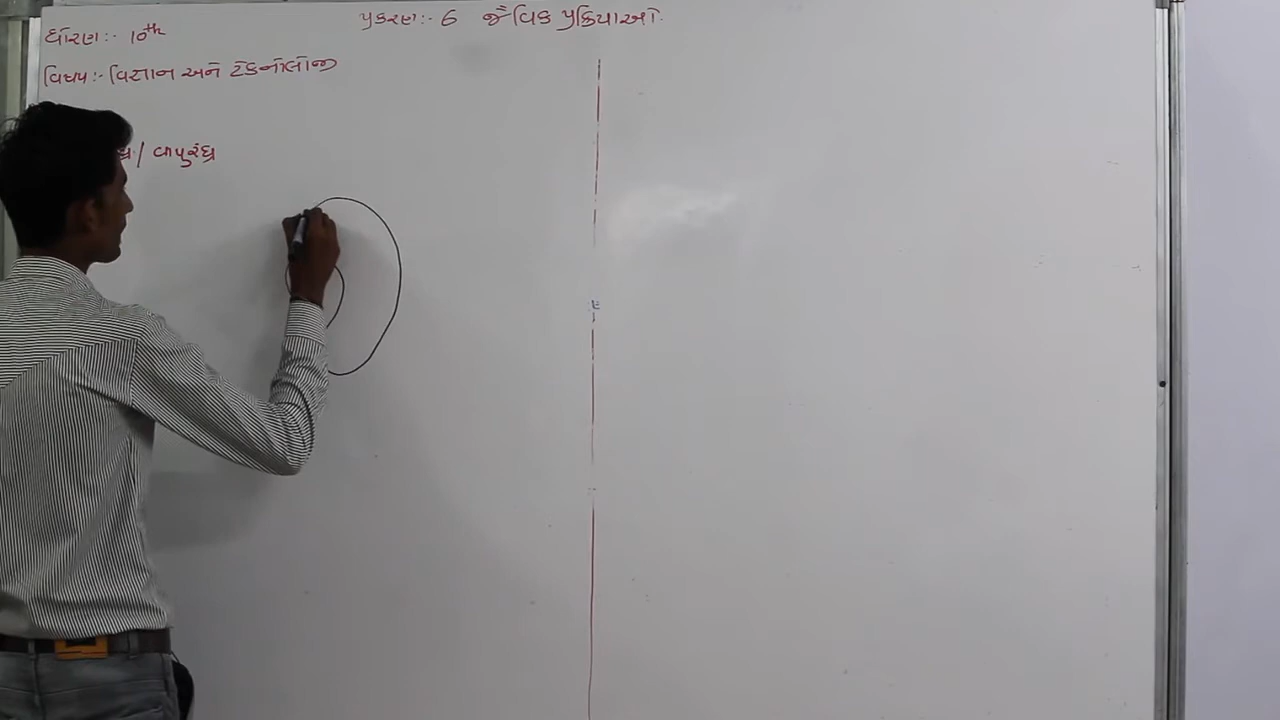 પ્રકરણ:- 6 જૈવિક પ્રક્રિયાઓ.
ધોરણ:- 10th
વિષય:- વિજ્ઞાન અને ટેકનોલોજી
/ વાયુરંધ્ર